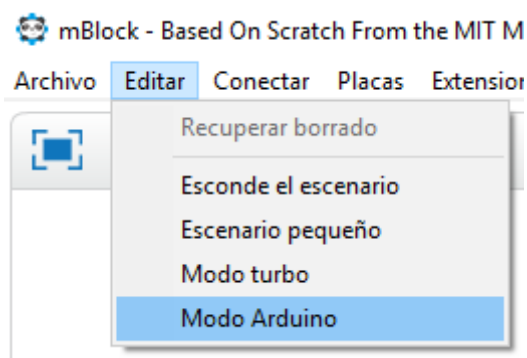 mBlock - Based On Scratch From the MIT M
Archivo Editar Conectar Placas Extension
Recuperar borrado
Esconde el escenario
Escenario pequeño
Modo turbo
Modo Arduino